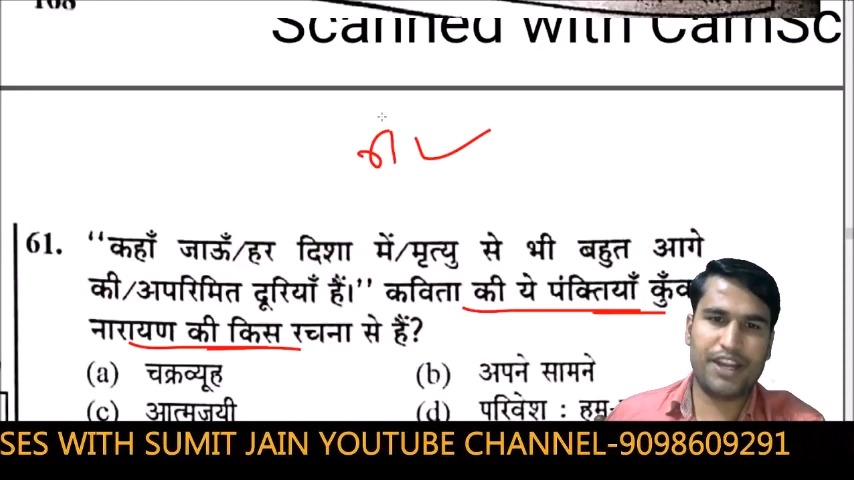 168
Scanned with CamSc
61. “कहाँ जाऊँ/हर दिशा में/मृत्यु से भी बहुत आगे
की/अपरिमित दूरियाँ हैं।” कविता की ये पंक्तियाँ कुँव
नारायण की किस रचना से हैं?
(a) चक्रव्यूह (b) अपने सामने
(c) आत्मजयी (d) परिवेश : हम-
SES WITH SUMIT JAIN YOUTUBE CHANNEL-9098609291